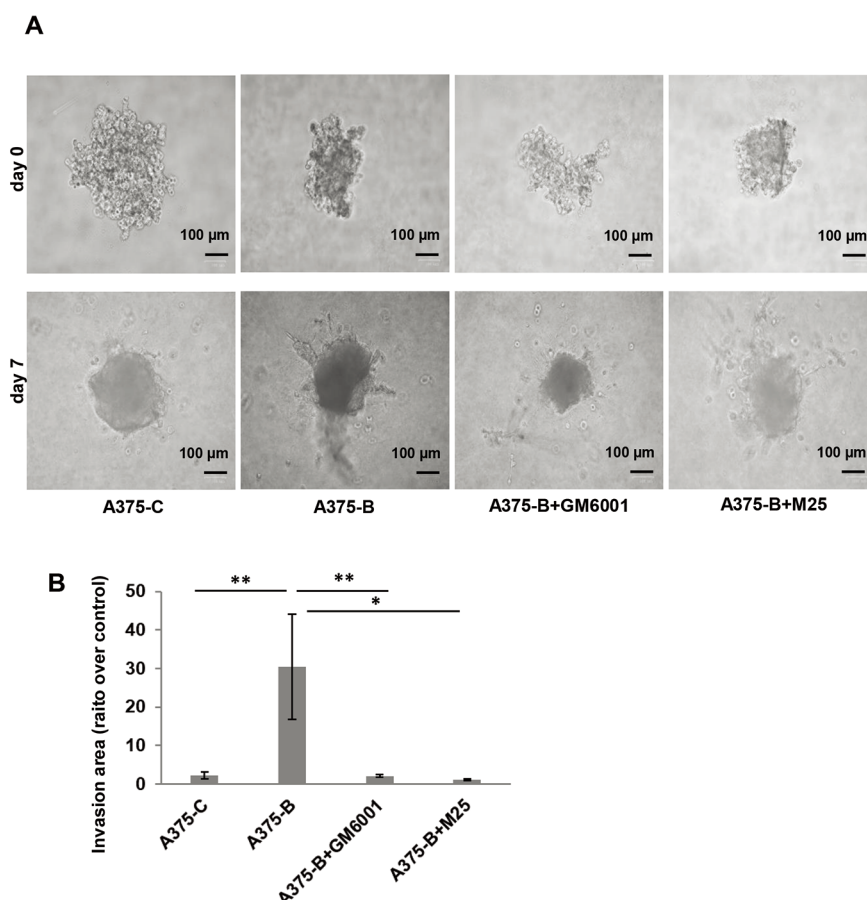 A
day 0
100 µm
100 µm
100 µm
100 µm
day 7
100 µm
100 µm
100 µm
100 µm
A375-C
A375-B
A375-B+GM6001
A375-B+M25
B
Invasion area (raito over control)
50
40
30
20
10
0
**
**
*
A375-C
A375-B
A375-B+GM6001
A375-B+M25